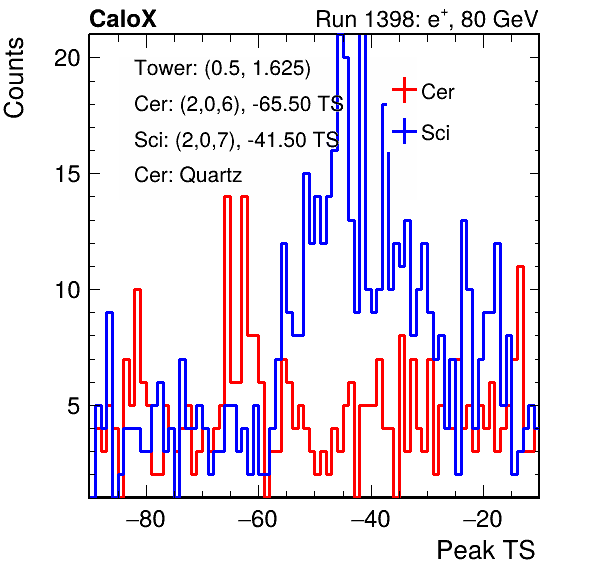 CaloX Run 1398: e⁺, 80 GeV
Counts
20
15
10
5
Tower: (0.5, 1.625)
Cer: (2,0,6), -65.50 TS
Sci: (2,0,7), -41.50 TS
Cer: Quartz
Cer
Sci
−80 −60 −40 −20
Peak TS